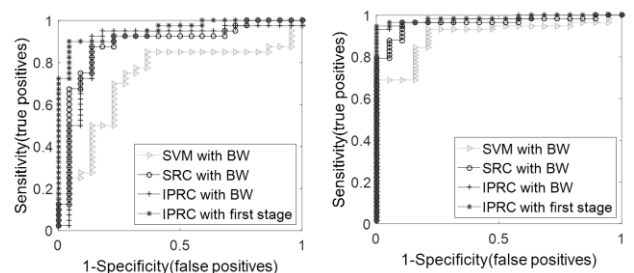 Sensitivity(true positives)
1
0.8
0.6
0.4
0.2
0
SVM with BW
SRC with BW
IPRC with BW
IPRC with first stage
0 0.5 1
1-Specificity(false positives)
Sensitivity(true positives)
1
0.8
0.6
0.4
0.2
0
SVM with BW
SRC with BW
IPRC with BW
IPRC with first stage
0 0.5 1
1-Specificity(false positives)